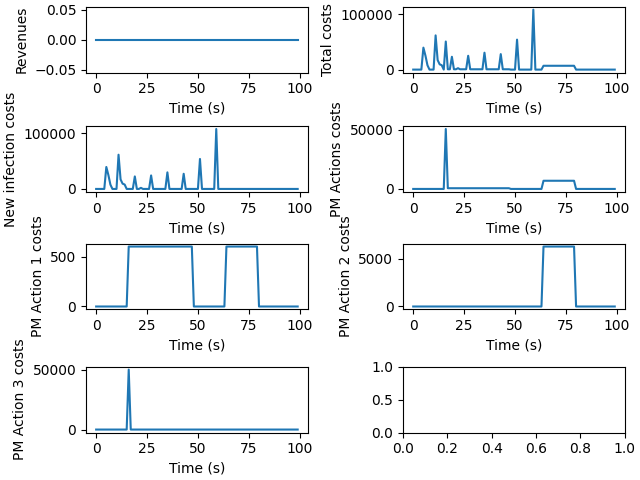 Revenues
0.05
0.00
−0.05
0 25 50 75 100
Time (s)
Total costs
100000
0
0 25 50 75 100
Time (s)
New infection costs
100000
0
0 25 50 75 100
Time (s)
PM Actions costs
50000
0
0 25 50 75 100
Time (s)
PM Action 1 costs
500
0
0 25 50 75 100
Time (s)
PM Action 2 costs
5000
0
0 25 50 75 100
Time (s)
PM Action 3 costs
50000
0
0 25 50 75 100
Time (s)
1.0
0.5
0.0
0.0 0.2 0.4 0.6 0.8 1.0